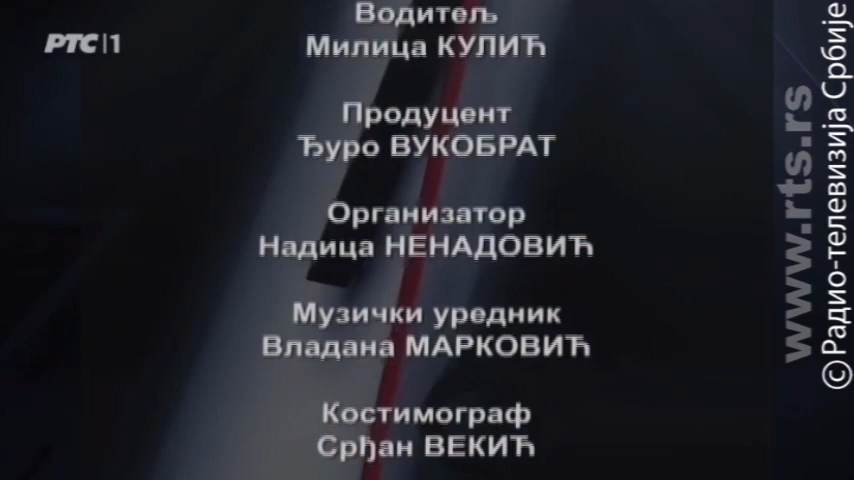 Водитељ
Милица КУЛИЋ
РТС|1
Продуцент
Ђуро ВУКОБРАТ
Организатор
Надица НЕНАДОВИЋ
Музички уредник
Владана МАРКОВИЋ
Костимограф
Срђан ВЕКИЋ
www.rts.rs
© Радио-телевизија Србије